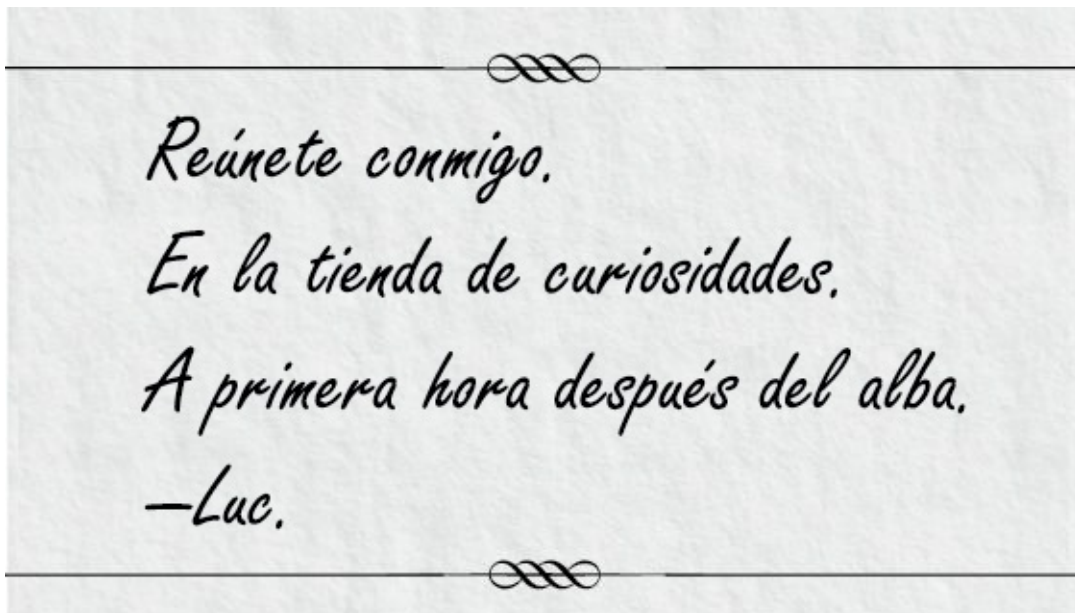 Reúnete conmigo.
En la tienda de curiosidades.
A primera hora después del alba.
—Luc.